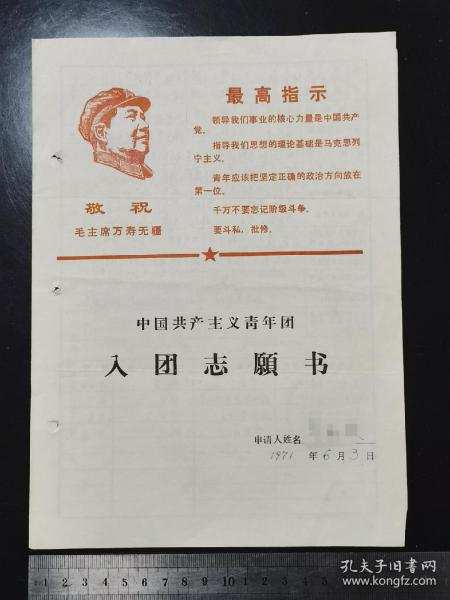 最高指示
领导我们事业的核心力量是中国共产
党。
指导我们思想的理论基础是马克思列
宁主义。
青年应该把坚定正确的政治方向放在
第一位。
千万不要忘记阶级斗争。
要斗私，批修。
敬祝
毛主席万寿无疆
中国共产主义青年团
入团志願书
申请人姓名
1971年6月3日
孔夫子旧书网
www.kongfz.com